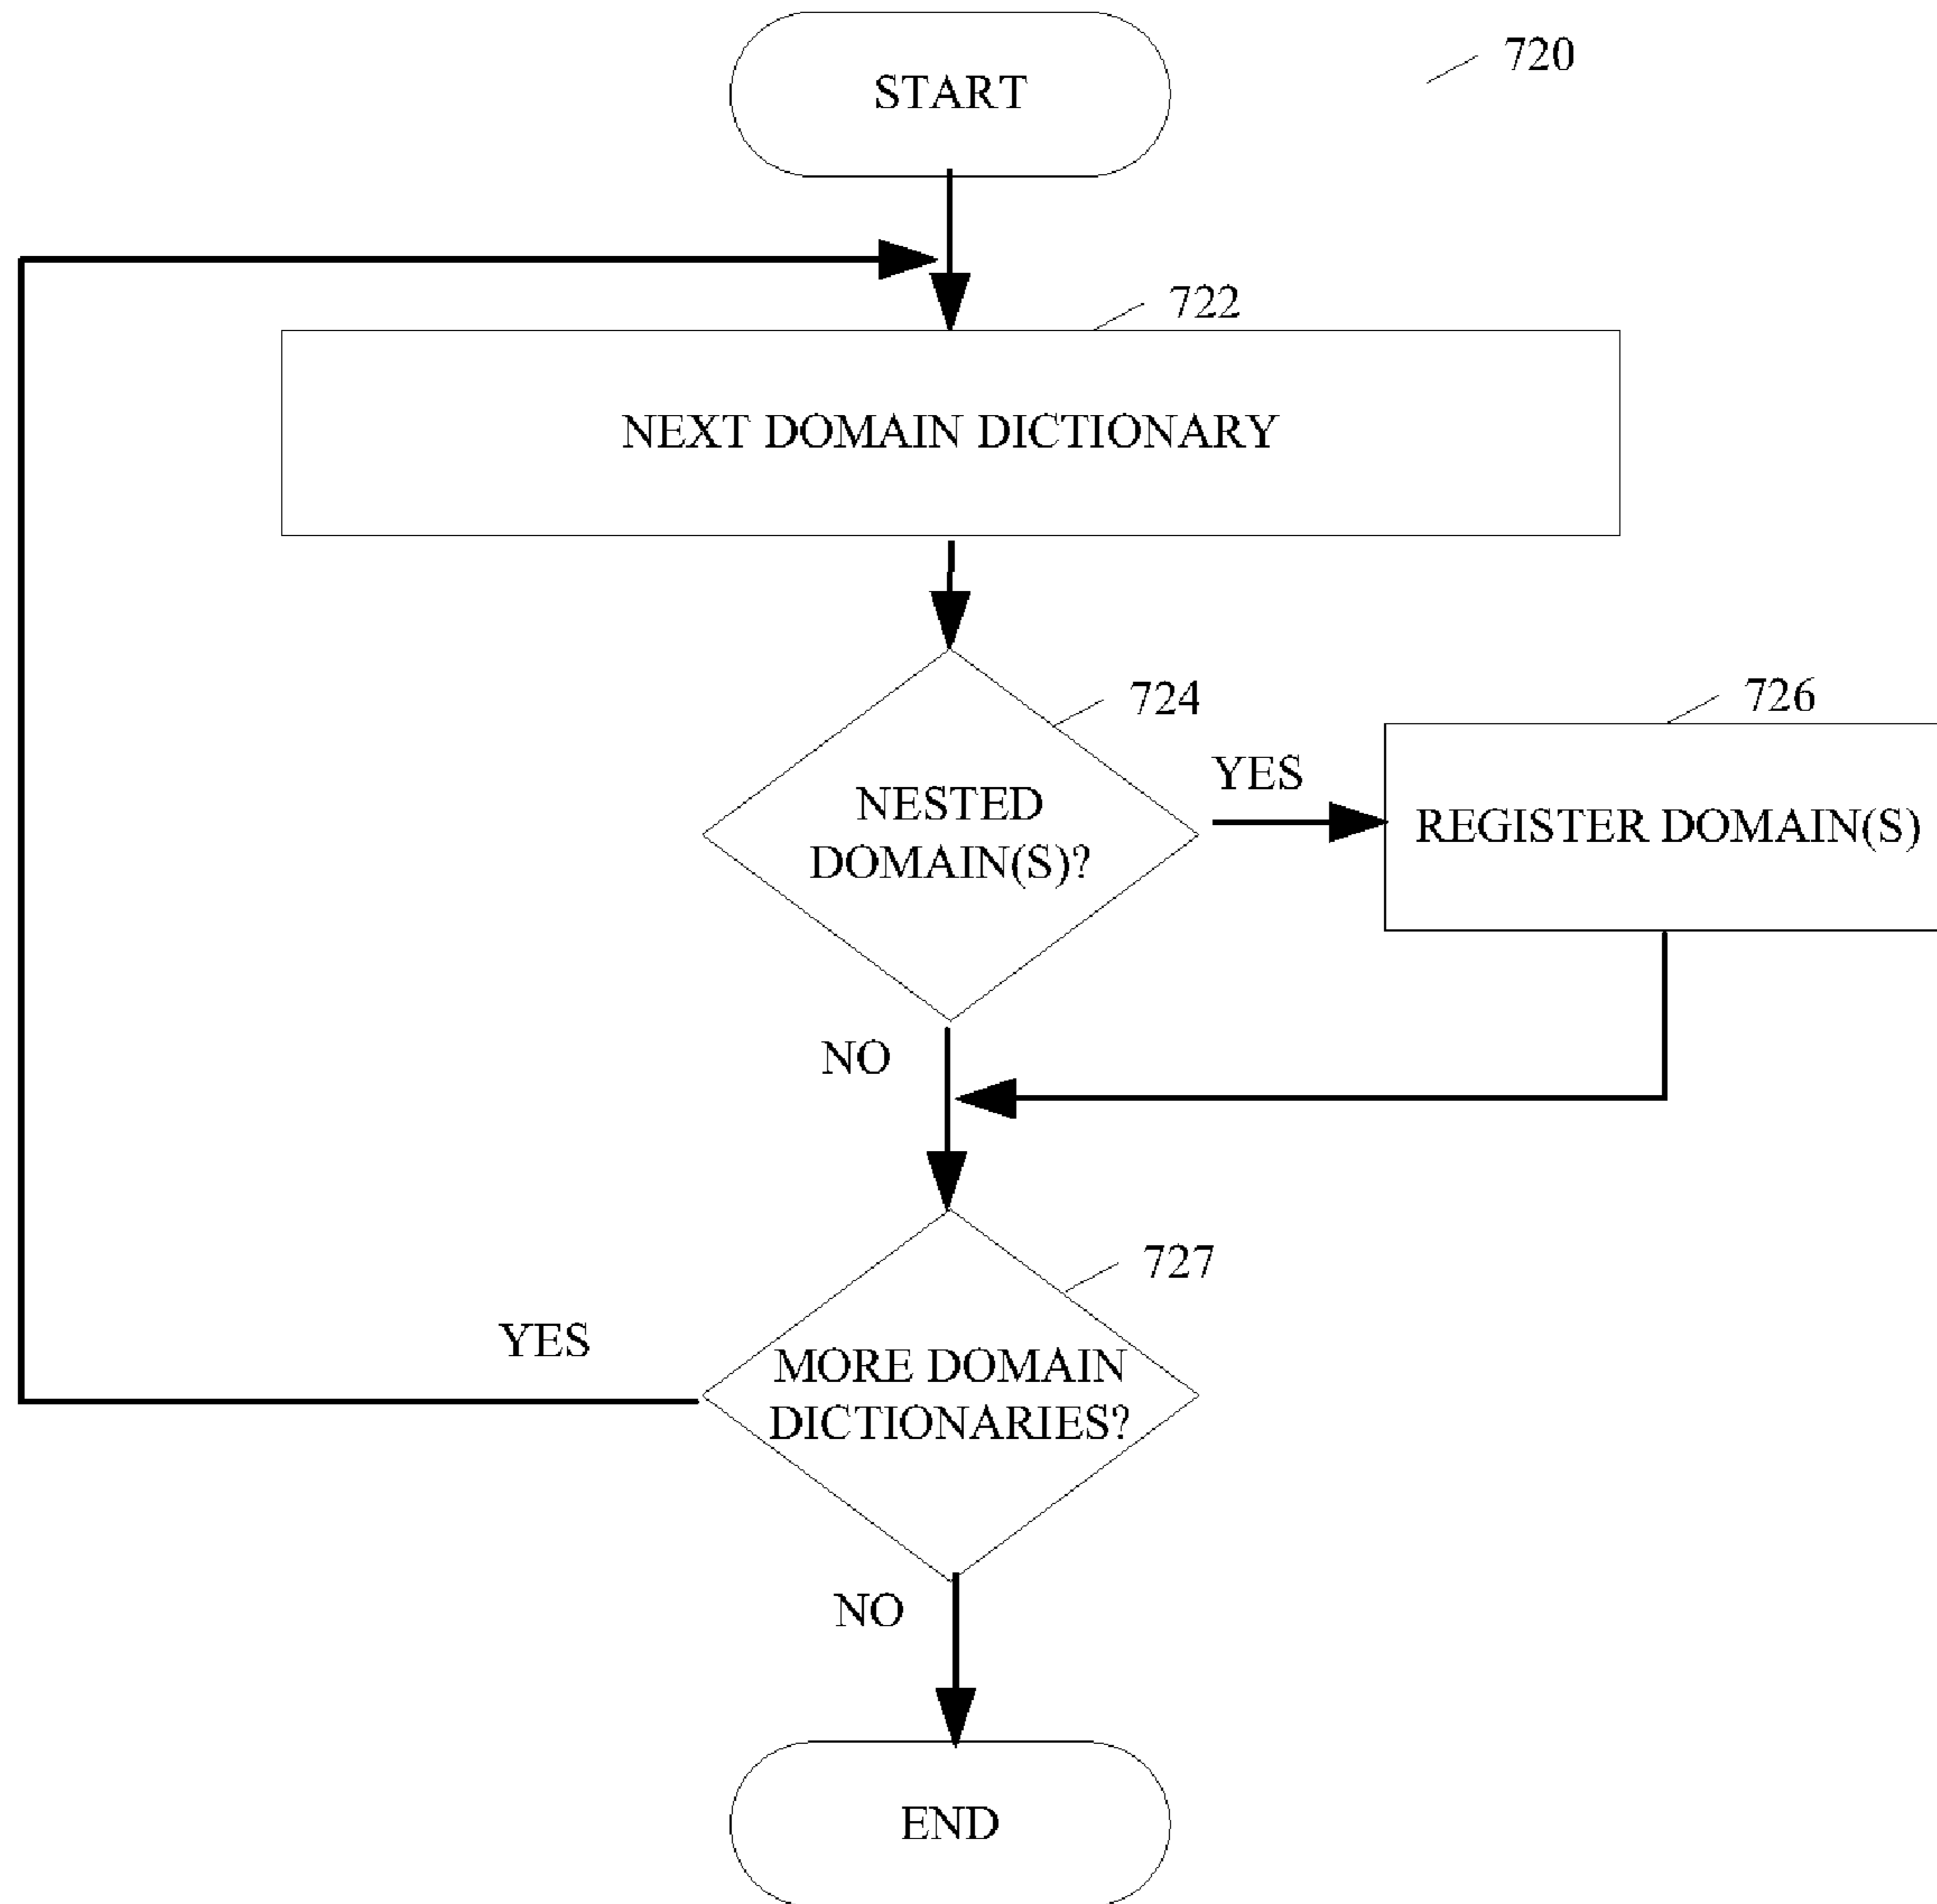 START
720
722
NEXT DOMAIN DICTIONARY
724
726
YES
NESTED
DOMAIN(S)?
REGISTER DOMAIN(S)
NO
727
YES
MORE DOMAIN
DICTIONARIES?
NO
END